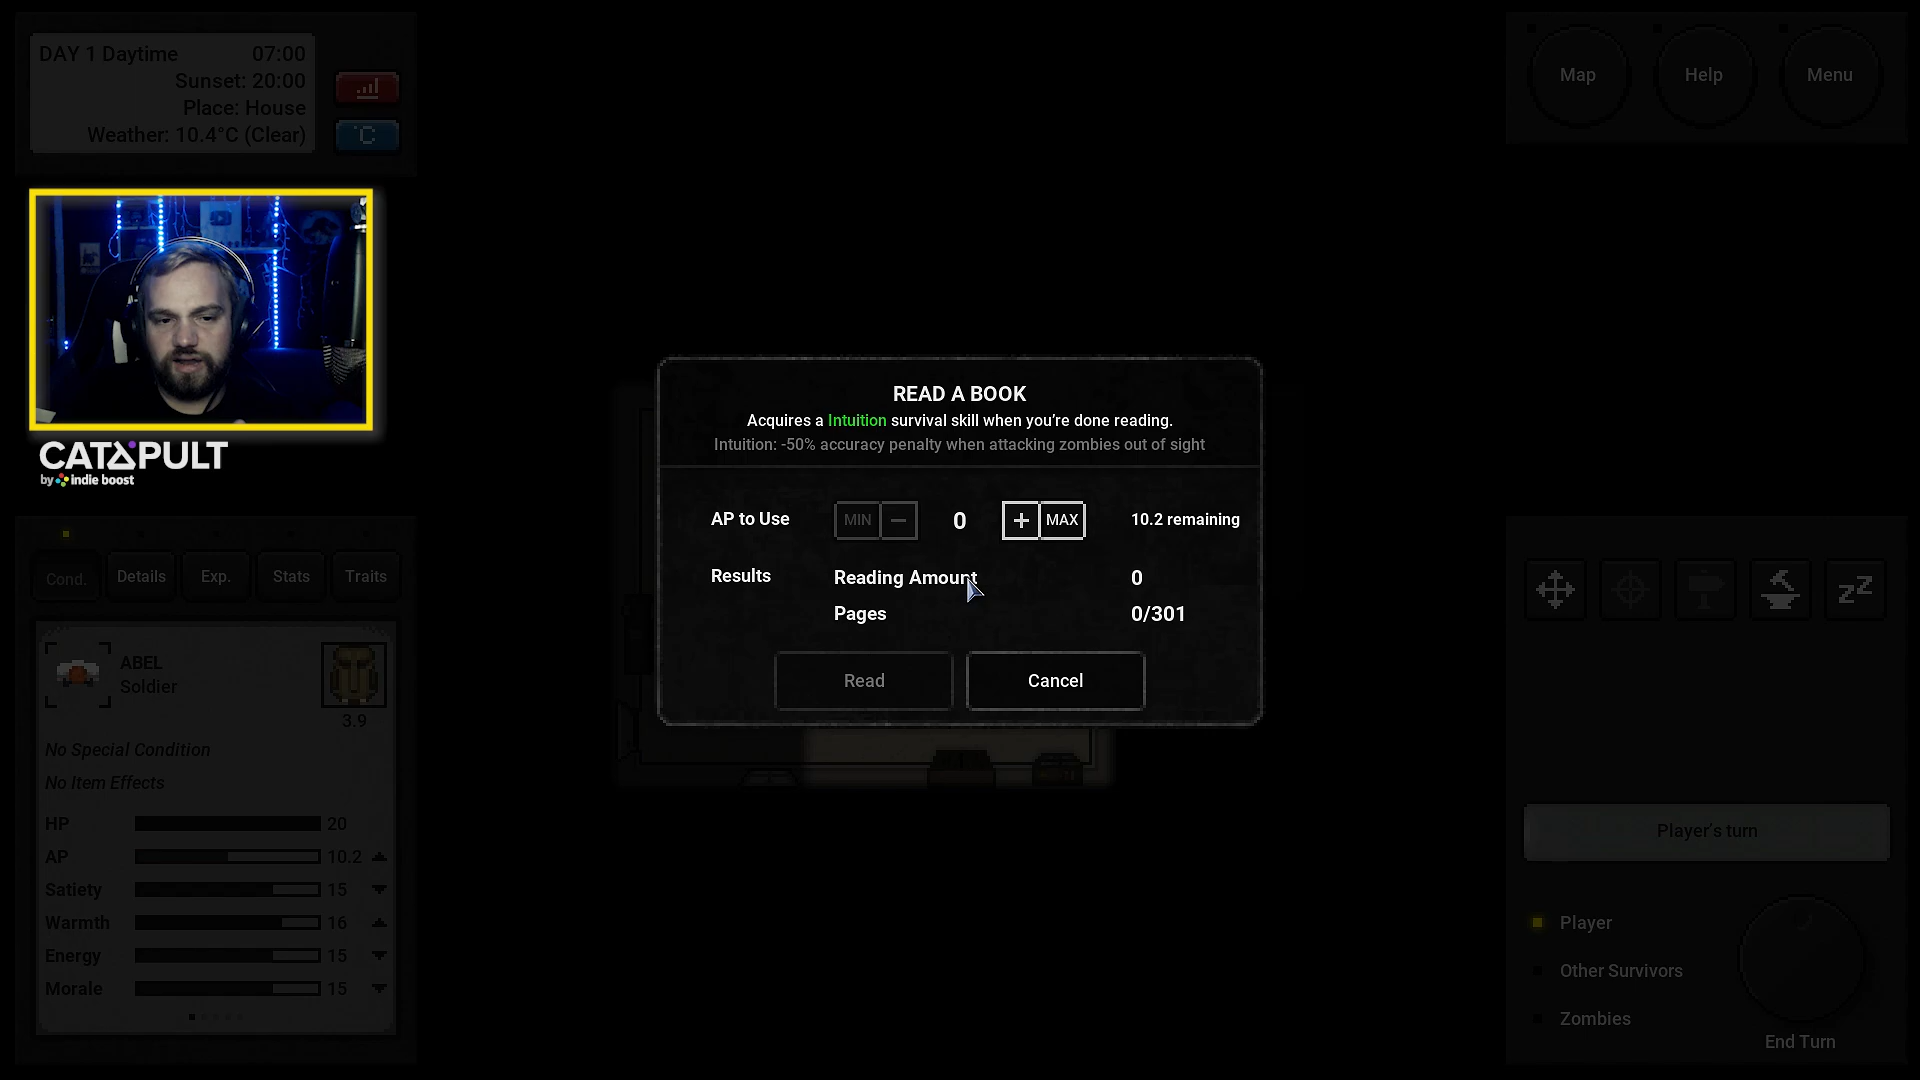 DAY 1 Daytime 07:00
Sunset: 20:00
Place: House
Weather: 10.4°C (Clear)
°C
Map
Help
Menu
CATAPULT
by indie boost
READ A BOOK
Acquires a Intuition survival skill when you're done reading.
Intuition: -50% accuracy penalty when attacking zombies out of sight
AP to Use MIN − 0 + MAX 10.2 remaining
Results Reading Amount 0
Pages 0/301
Read
Cancel
Cond.
Details
Exp.
Stats
Traits
ABEL
Soldier
3.9
No Special Condition
No Item Effects
HP 20
AP 10.2
Satiety 15
Warmth 16
Energy 15
Morale 15
zZ
Player's turn
Player
Other Survivors
Zombies
End Turn